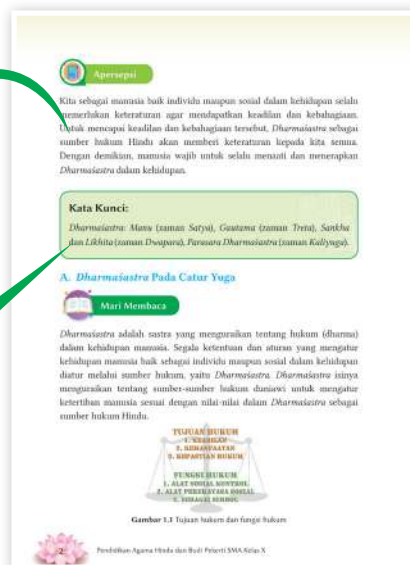 Apersepsi
Kita sebagai manusia baik individu maupun sosial dalam kehidupan selalu
memerlukan keteraturan agar mendapatkan keadilan dan kebahagiaan.
Untuk mencapai keadilan dan kebahagiaan tersebut, Dharmaśastra sebagai
sumber hukum Hindu akan memberi keteraturan kepada kita semua.
Dengan demikian, manusia wajib untuk selalu menaati dan menerapkan
Dharmaśastra dalam kehidupan.
Kata Kunci:
Dharmaśastra: Manu (zaman Satya), Gautama (zaman Treta), Sankha
dan Likhita (zaman Dwapara), Parasara Dharmaśastra (zaman Kaliyuga).
A. Dharmaśastra Pada Catur Yuga
Mari Membaca
Dharmaśastra adalah sastra yang menguraikan tentang hukum (dharma)
dalam kehidupan manusia. Segala ketentuan dan aturan yang mengatur
kehidupan manusia baik sebagai individu maupun sosial dalam kehidupan
diatur melalui sumber hukum, yaitu Dharmaśastra. Dharmaśastra isinya
menguraikan tentang sumber-sumber hukum duniawi untuk mengatur
ketertiban manusia sesuai dengan nilai-nilai dalam Dharmaśastra sebagai
sumber hukum Hindu.
TUJUAN HUKUM
1. KEADILAN
2. KEMANFAATAN
3. KEPASTIAN HUKUM
FUNGSI HUKUM
1. ALAT SOSIAL KONTROL
2. ALAT PEREKAYASA SOSIAL
3. SEBAGAI SIMBOL
Gambar 1.1 Tujuan hukum dan fungsi hukum
2
Pendidikan Agama Hindu dan Budi Pekerti SMA Kelas X